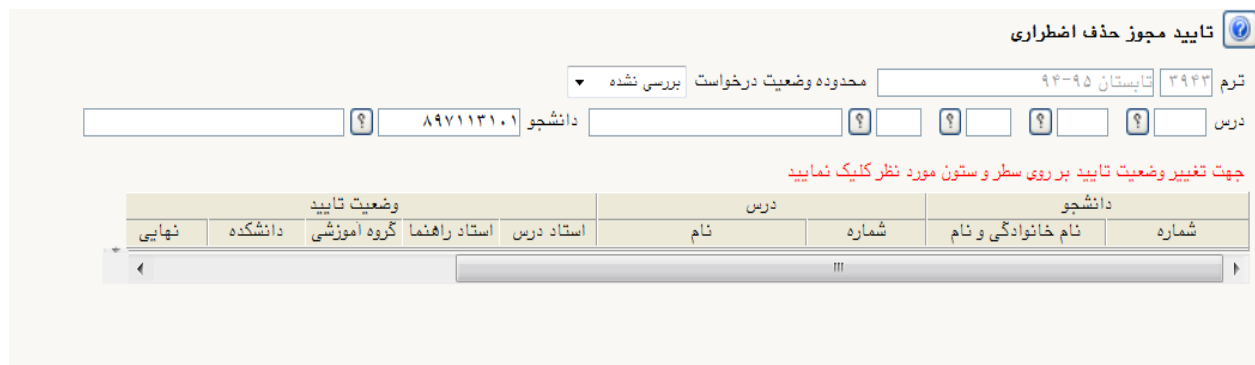 تایید مجوز حذف اضطراری
ترم ۳۹۴۳ تابستان ۹۵-۹۴ محدوده وضعیت درخواست بررسی نشده
درس ؟ ؟ ؟ ؟ دانشجو ۸۹۷۱۱۳۱۰۱ ؟
جهت تغییر وضعیت تایید بر روی سطر و ستون مورد نظر کلیک نمایید
دانشجو درس وضعیت تایید
شماره نام خانوادگی و نام شماره نام استاد درس استاد راهنما گروه آموزشی دانشکده نهایی